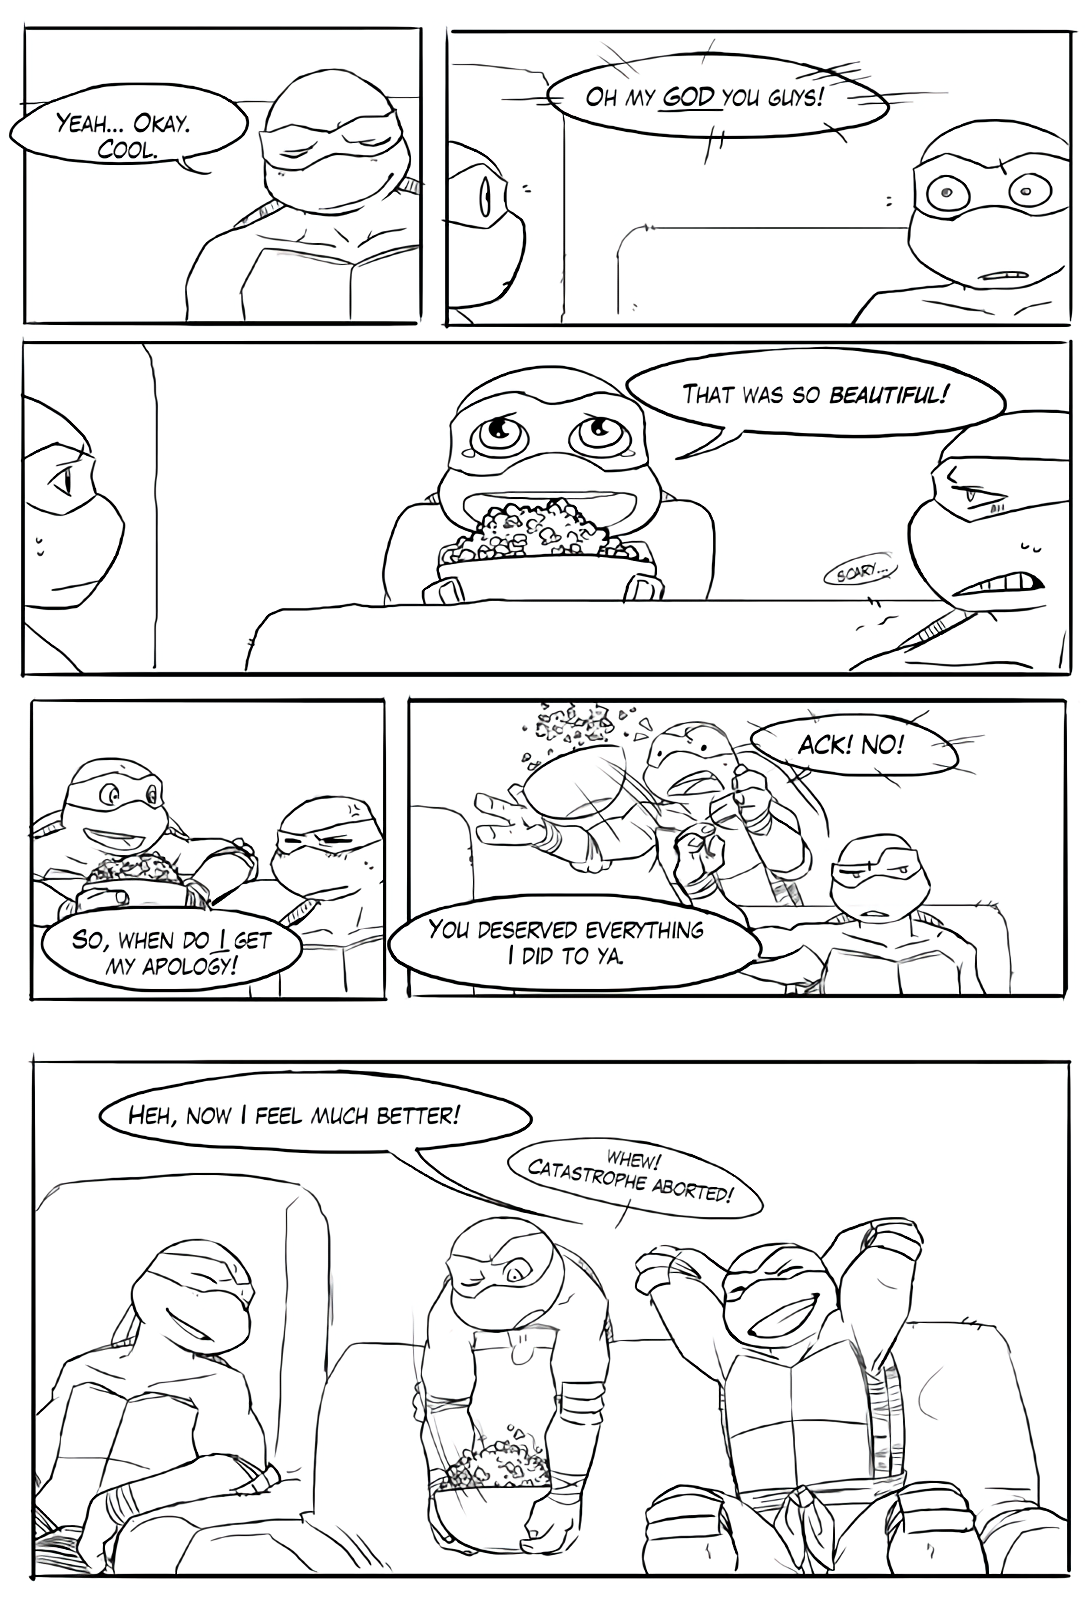 YEAH... OKAY.
COOL.
OH MY GOD YOU GUYS!
THAT WAS SO BEAUTIFUL!
SCARY...
SO, WHEN DO I GET
MY APOLOGY!
ACK! NO!
YOU DESERVED EVERYTHING
I DID TO YA.
HEH, NOW I FEEL MUCH BETTER!
WHEW!
CATASTROPHE ABORTED!